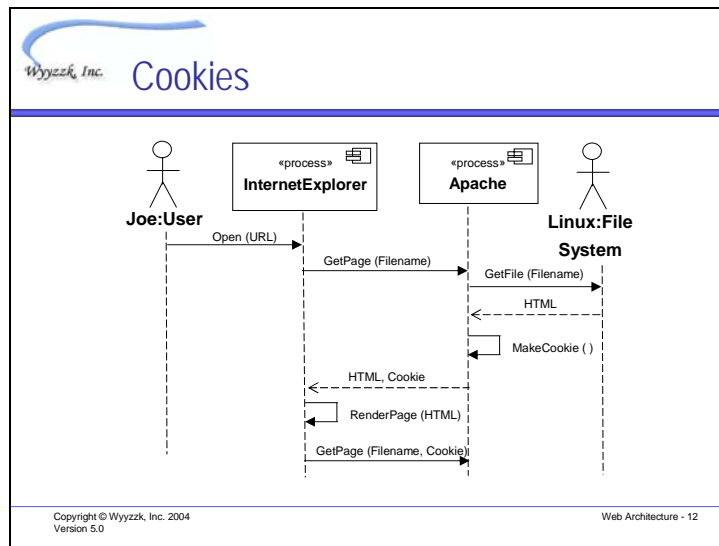 Wyyzzk, Inc.
Cookies
«process»
InternetExplorer
«process»
Apache
Joe:User
Linux:File
System
Open (URL)
GetPage (Filename)
GetFile (Filename)
HTML
MakeCookie ( )
HTML, Cookie
RenderPage (HTML)
GetPage (Filename, Cookie)
Copyright © Wyyzzk, Inc. 2004
Version 5.0
Web Architecture - 12